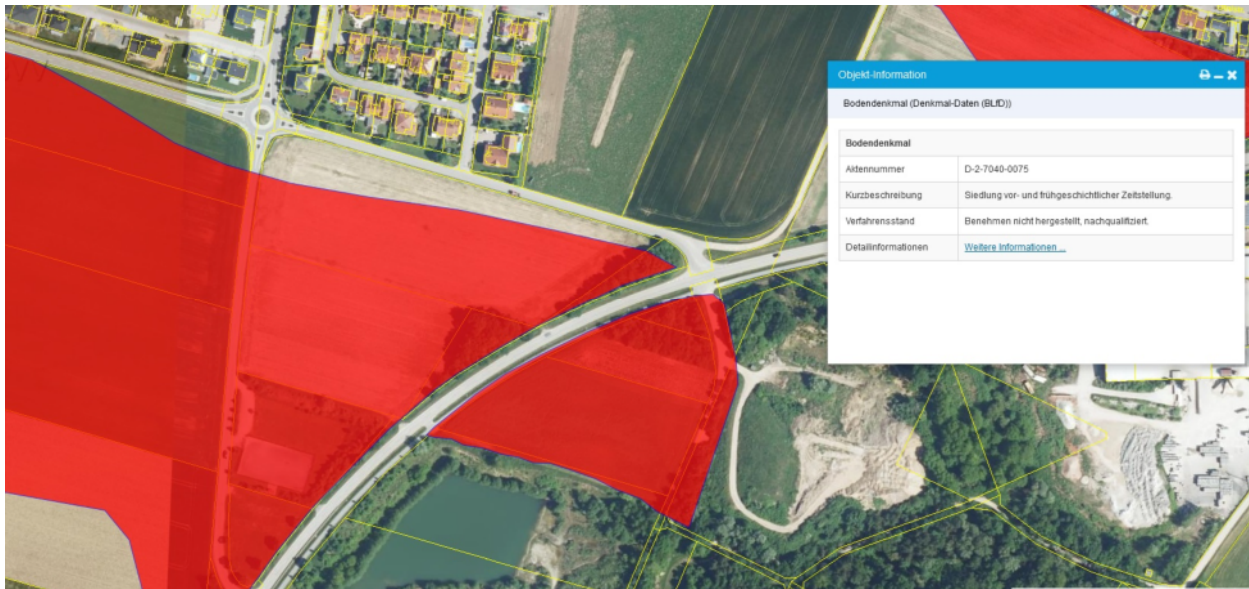 Objekt-Information
Bodendenkmal (Denkmal-Daten (BLfD))
Bodendenkmal
Aktennummer D-2-7040-0075
Kurzbeschreibung Siedlung vor- und frühgeschichtlicher Zeitstellung.
Verfahrensstand Benehmen nicht hergestellt, nachqualifiziert.
Detailinformationen Weitere Informationen ...